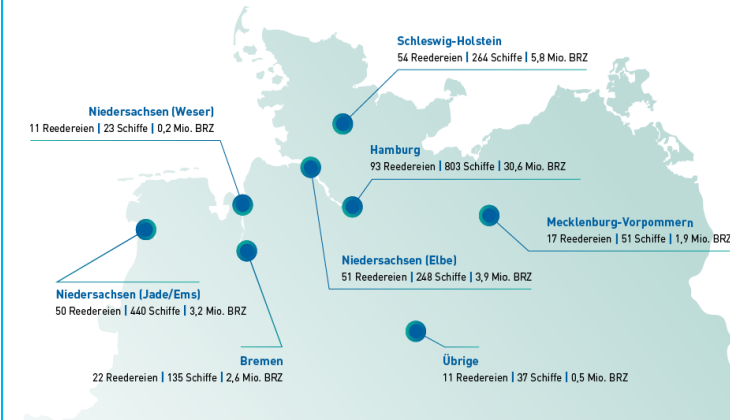 Schleswig-Holstein
54 Reedereien | 264 Schiffe | 5,8 Mio. BRZ
Niedersachsen (Weser)
11 Reedereien | 23 Schiffe | 0,2 Mio. BRZ
Hamburg
93 Reedereien | 803 Schiffe | 30,6 Mio. BRZ
Mecklenburg-Vorpommern
17 Reedereien | 51 Schiffe | 1,9 Mio. BRZ
Niedersachsen (Elbe)
51 Reedereien | 248 Schiffe | 3,9 Mio. BRZ
Niedersachsen (Jade/Ems)
50 Reedereien | 440 Schiffe | 3,2 Mio. BRZ
Bremen
22 Reedereien | 135 Schiffe | 2,6 Mio. BRZ
Übrige
11 Reedereien | 37 Schiffe | 0,5 Mio. BRZ